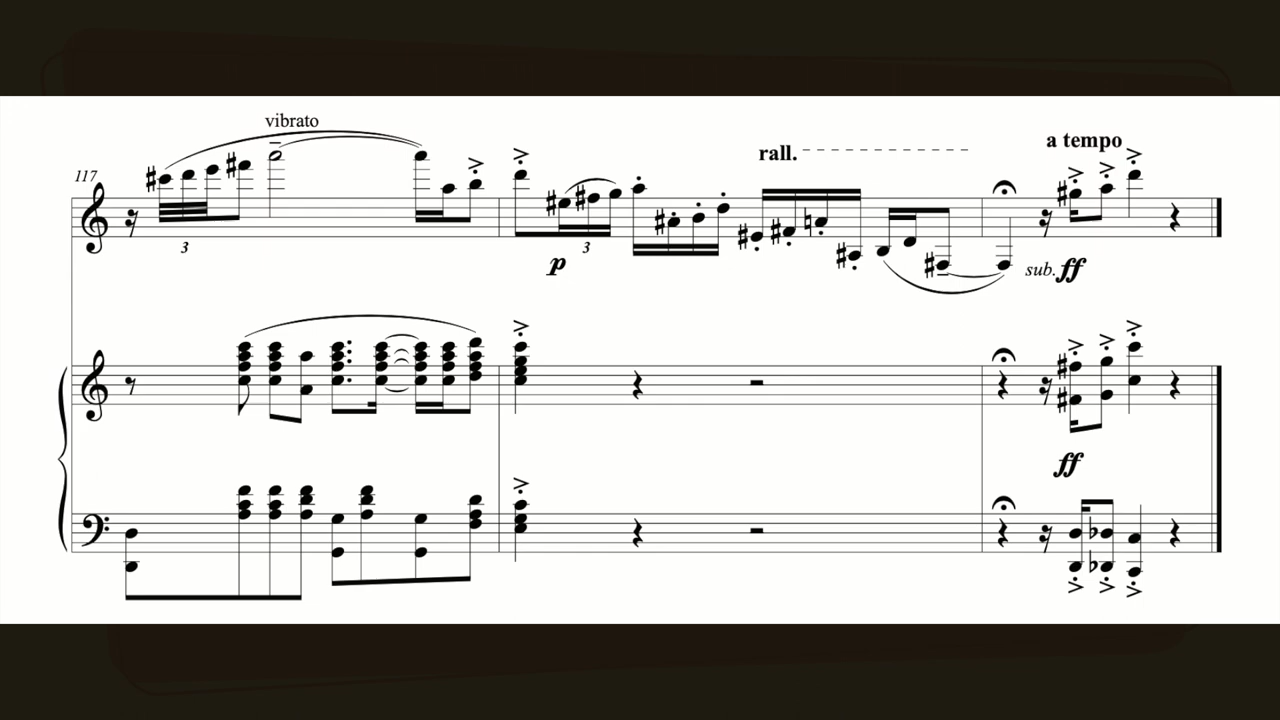 vibrato
117
3
rall.
a tempo
p
3
sub. ff
ff